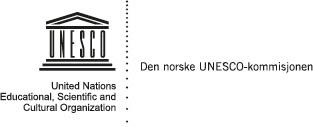 UNESCO
United Nations
Educational, Scientific and
Cultural Organization
Den norske UNESCO-kommisjonen